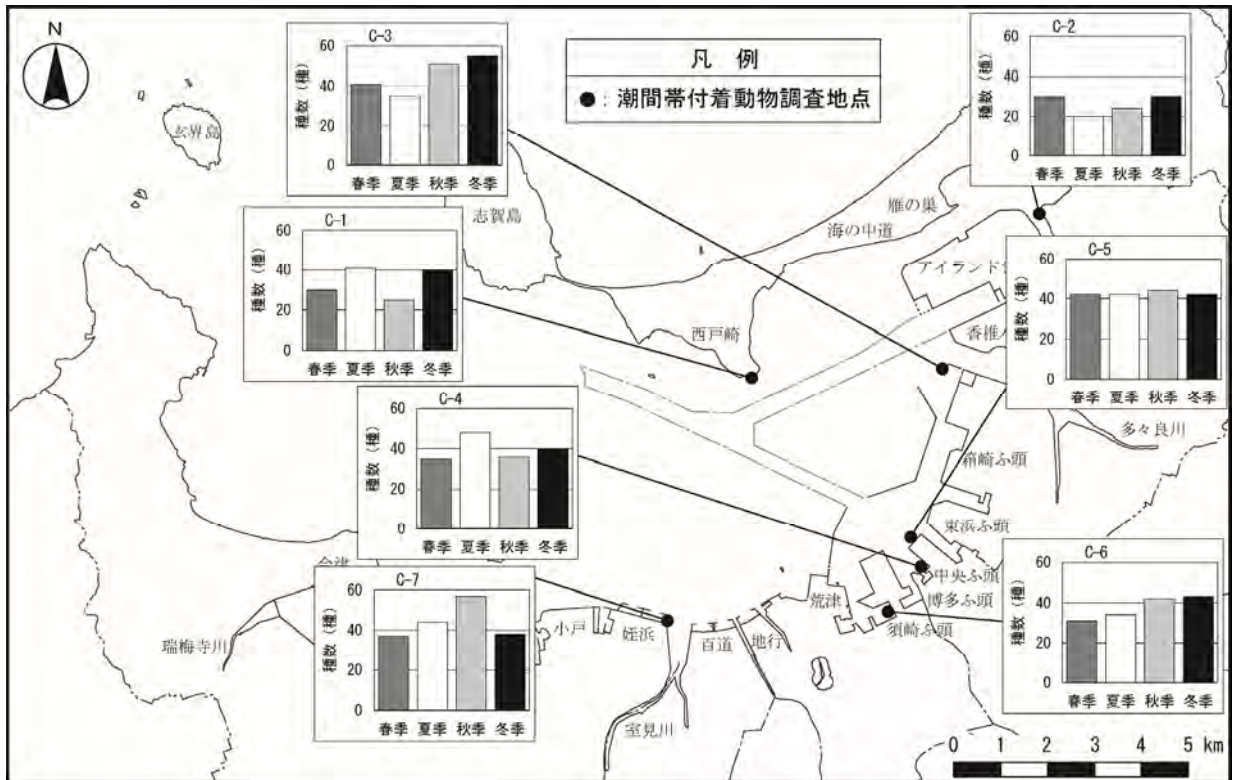 N
凡 例
●：潮間帯付着動物調査地点
C-3
種数（種）
60
40
20
0
春季 夏季 秋季 冬季
C-2
種数（種）
60
40
20
0
春季 夏季 秋季 冬季
玄界島
志賀島
雁の巣
海の中道
C-1
種数（種）
60
40
20
0
春季 夏季 秋季 冬季
西戸崎
アイランド
香椎
C-5
種数（種）
60
40
20
0
春季 夏季 秋季 冬季
C-4
種数（種）
60
40
20
0
春季 夏季 秋季 冬季
多々良川
箱崎ふ頭
東浜ふ頭
中央ふ頭
博多ふ頭
須崎ふ頭
荒津
C-6
種数（種）
60
40
20
0
春季 夏季 秋季 冬季
今津
C-7
種数（種）
60
40
20
0
春季 夏季 秋季 冬季
瑞梅寺川
小戸
姪浜
百道
地行
室見川
0 1 2 3 4 5 km